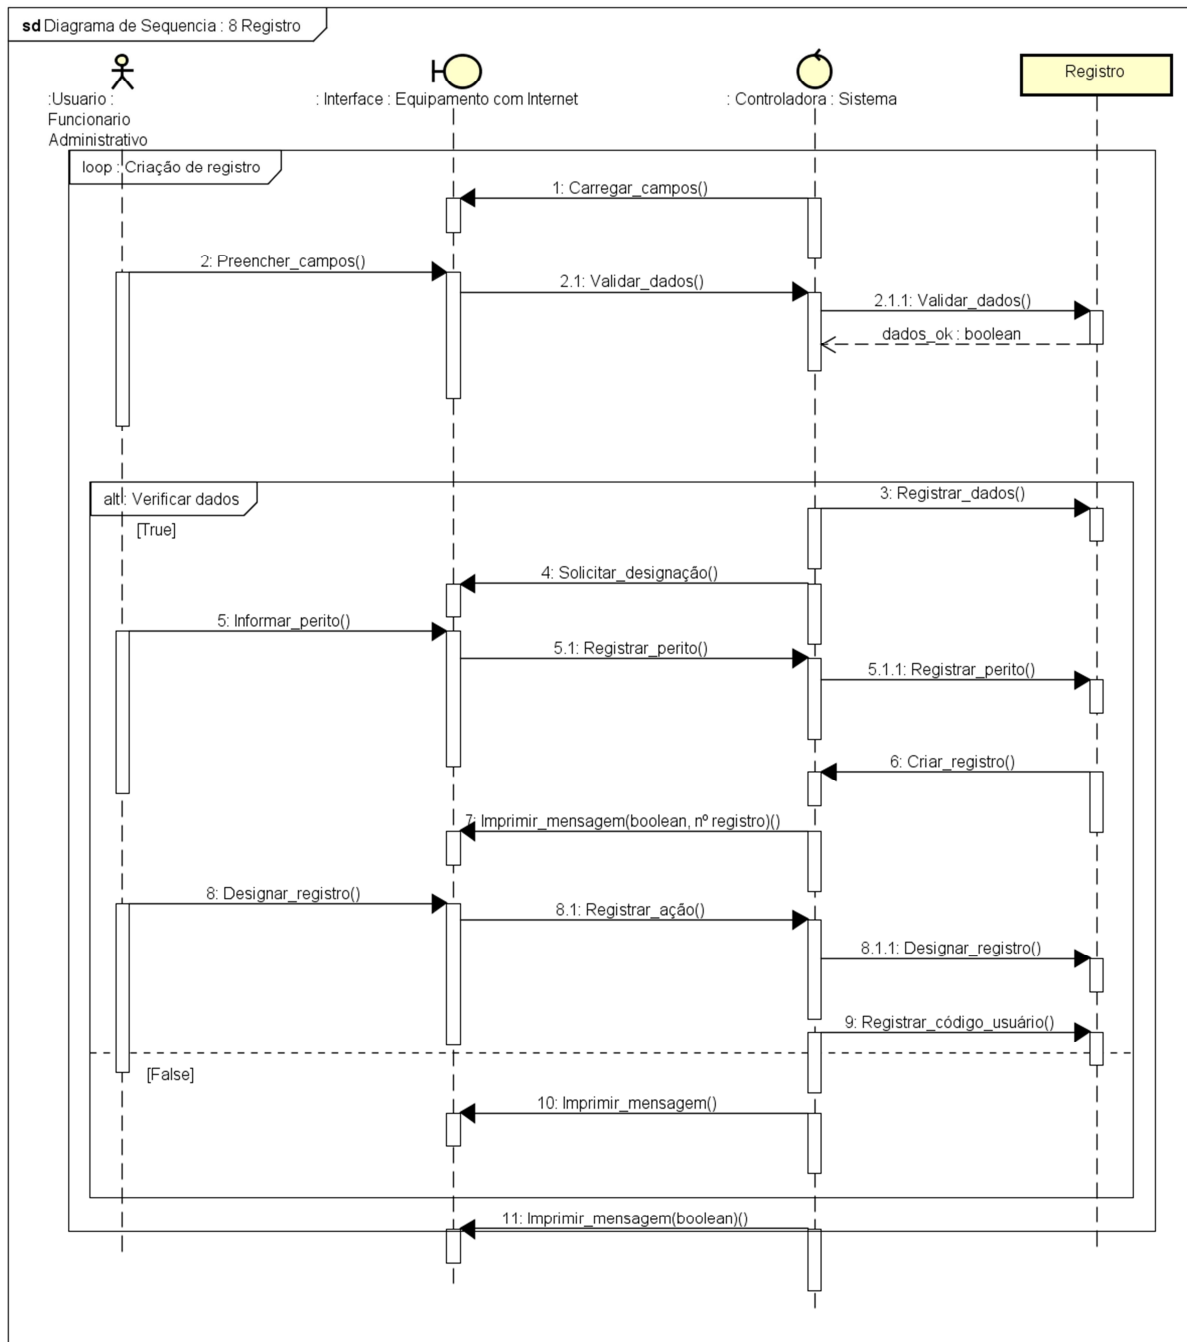 sd Diagrama de Sequencia : 8 Registro
:Usuario :
Funcionario
Administrativo
: Interface : Equipamento com Internet
: Controladora : Sistema
Registro
loop : Criação de registro
1: Carregar_campos()
2: Preencher_campos()
2.1: Validar_dados()
2.1.1: Validar_dados()
dados_ok : boolean
alt : Verificar dados
3: Registrar_dados()
[True]
4: Solicitar_designação()
5: Informar_perito()
5.1: Registrar_perito()
5.1.1: Registrar_perito()
6: Criar_registro()
7: Imprimir_mensagem(boolean, nº registro)()
8: Designar_registro()
8.1: Registrar_ação()
8.1.1: Designar_registro()
9: Registrar_código_usuário()
[False]
10: Imprimir_mensagem()
11: Imprimir_mensagem(boolean)()